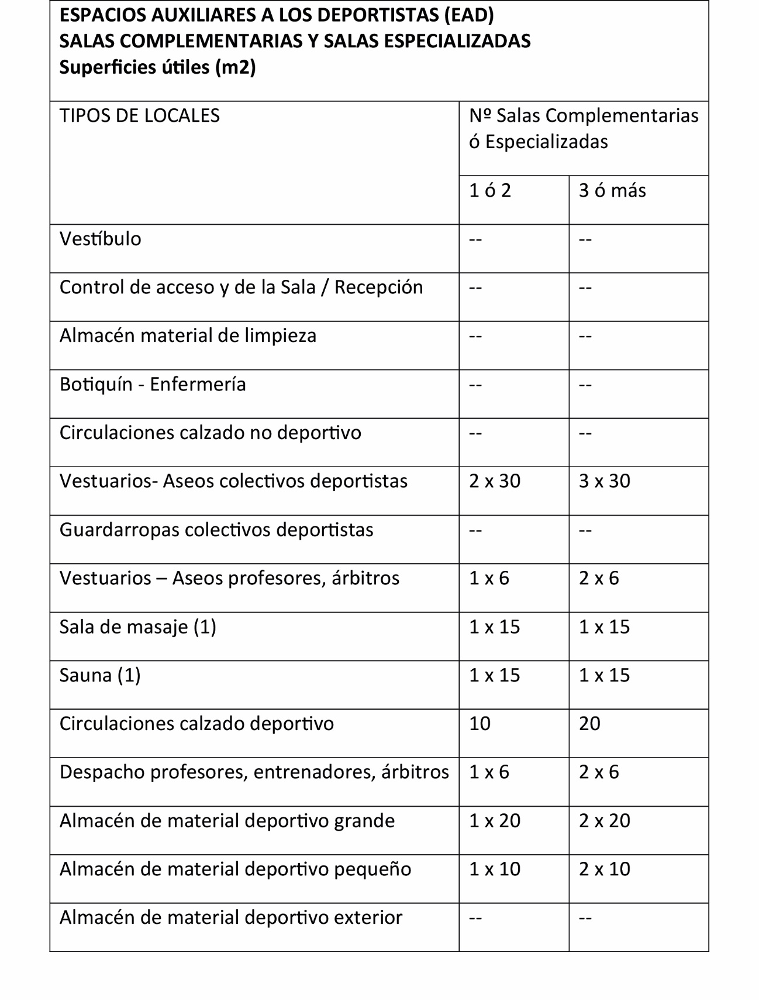 ESPACIOS AUXILIARES A LOS DEPORTISTAS (EAD)
SALAS COMPLEMENTARIAS Y SALAS ESPECIALIZADAS
Superficies útiles (m2)
TIPOS DE LOCALES
Nº Salas Complementarias
ó Especializadas
1 ó 2
3 ó más
Vestíbulo -- --
Control de acceso y de la Sala / Recepción -- --
Almacén material de limpieza -- --
Botiquín - Enfermería -- --
Circulaciones calzado no deportivo -- --
Vestuarios- Aseos colectivos deportistas 2 x 30 3 x 30
Guardarropas colectivos deportistas -- --
Vestuarios – Aseos profesores, árbitros 1 x 6 2 x 6
Sala de masaje (1) 1 x 15 1 x 15
Sauna (1) 1 x 15 1 x 15
Circulaciones calzado deportivo 10 20
Despacho profesores, entrenadores, árbitros 1 x 6 2 x 6
Almacén de material deportivo grande 1 x 20 2 x 20
Almacén de material deportivo pequeño 1 x 10 2 x 10
Almacén de material deportivo exterior -- --